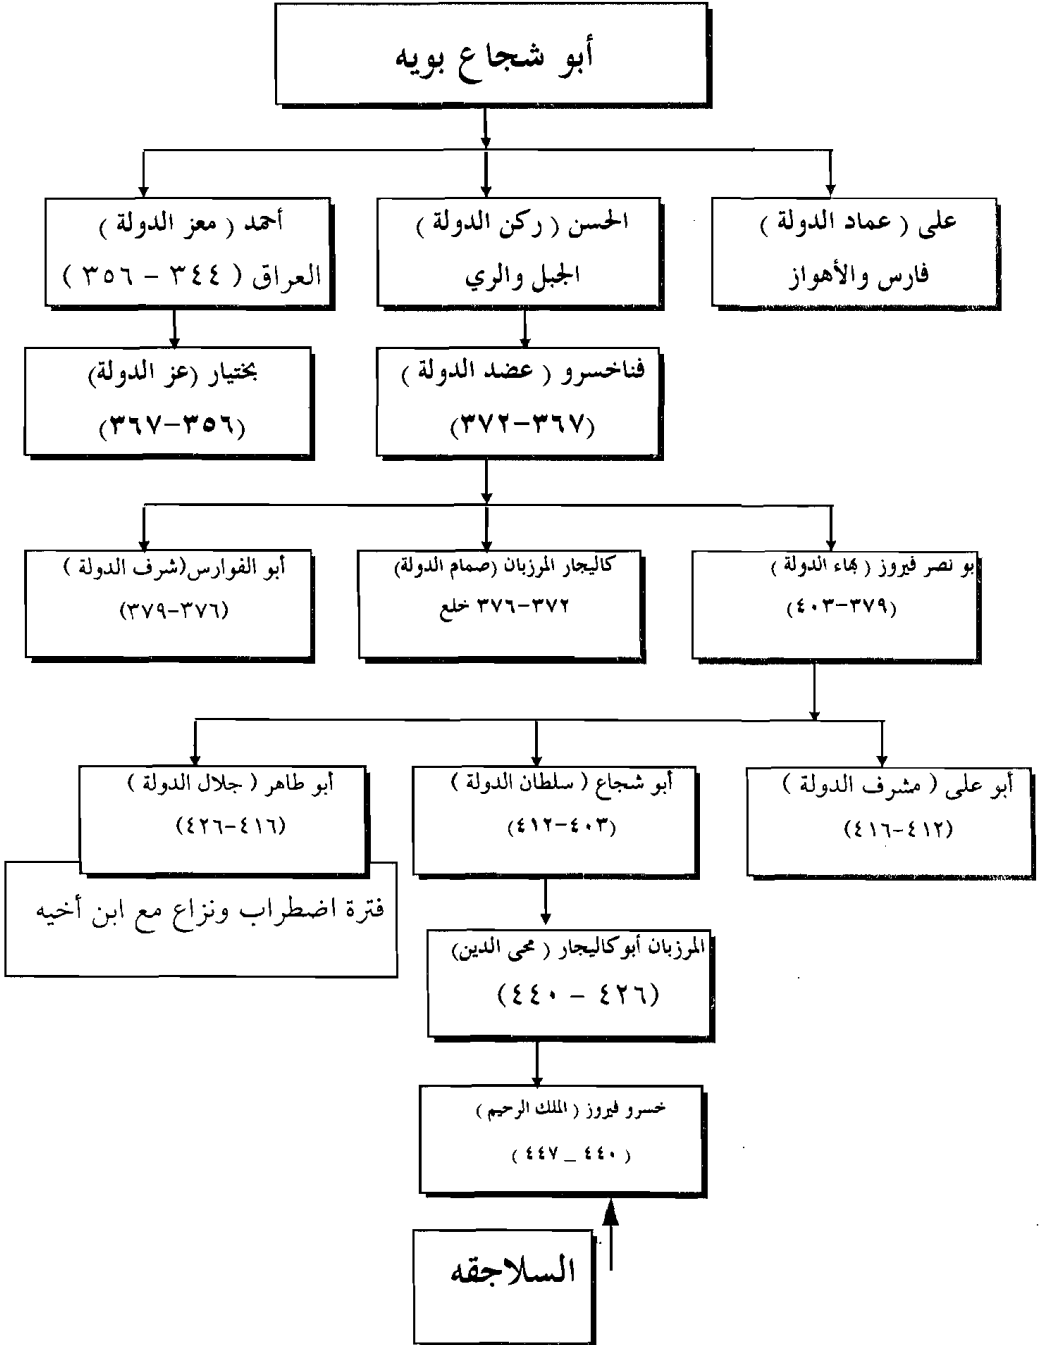 أبو شجاع بويه
على ( عماد الدولة )
فارس والأهواز
الحسن ( ركن الدولة )
الجبل والري
أحمد ( معز الدولة )
العراق ( ٣٤٤ - ٣٥٦ )
فناخسرو ( عضد الدولة )
(٣٦٧-٣٧٢)
بختيار (عز الدولة)
(٣٥٦-٣٦٧)
بو نصر فيروز ( بهاء الدولة )
(٣٧٩-٤٠٣)
كاليجار المرزبان (صمام الدولة)
٣٧٢-٣٧٦ خلع
أبو الفوارس(شرف الدولة )
(٣٧٦-٣٧٩)
أبو على ( مشرف الدولة )
(٤١٢-٤١٦)
أبو شجاع ( سلطان الدولة )
(٤٠٣-٤١٢)
أبو طاهر ( جلال الدولة )
(٤١٦-٤٢٦)
فترة اضطراب ونزاع مع ابن أخيه
المرزبان أبو كاليجار ( محى الدين)
(٤٢٦ - ٤٤٠)
خسرو فيروز ( الملك الرحيم )
( ٤٤٠ _ ٤٤٧ )
السلاجقه